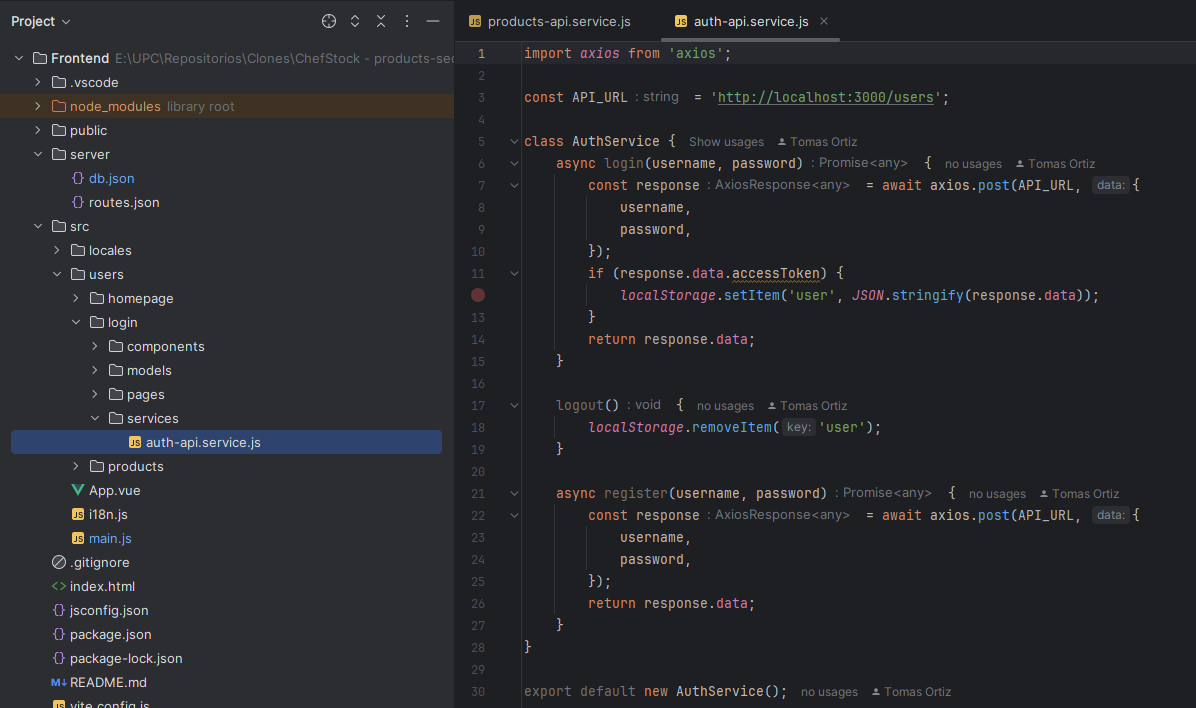 Project
Frontend E:\UPC\Repositorios\Clones\ChefStock - products-se
.vscode
node_modules library root
public
server
db.json
routes.json
src
locales
users
homepage
login
components
models
pages
services
JS auth-api.service.js
products
App.vue
JS i18n.js
JS main.js
.gitignore
<> index.html
{} jsconfig.json
{} package.json
{} package-lock.json
M↓ README.md
JS vite.config.js
JS products-api.service.js
JS auth-api.service.js ×
1 import axios from 'axios';
2
3 const API_URL : string = 'http://localhost:3000/users';
4
5 class AuthService { Show usages Tomas Ortiz
6 async login(username, password) : Promise<any> { no usages Tomas Ortiz
7 const response : AxiosResponse<any> = await axios.post(API_URL, data: {
8 username,
9 password,
10 });
11 if (response.data.accessToken) {
localStorage.setItem('user', JSON.stringify(response.data));
13 }
14 return response.data;
15 }
16
17 logout() : void { no usages Tomas Ortiz
18 localStorage.removeItem( key: 'user');
19 }
20
21 async register(username, password) : Promise<any> { no usages Tomas Ortiz
22 const response : AxiosResponse<any> = await axios.post(API_URL, data: {
23 username,
24 password,
25 });
26 return response.data;
27 }
28 }
29
30 export default new AuthService(); no usages Tomas Ortiz